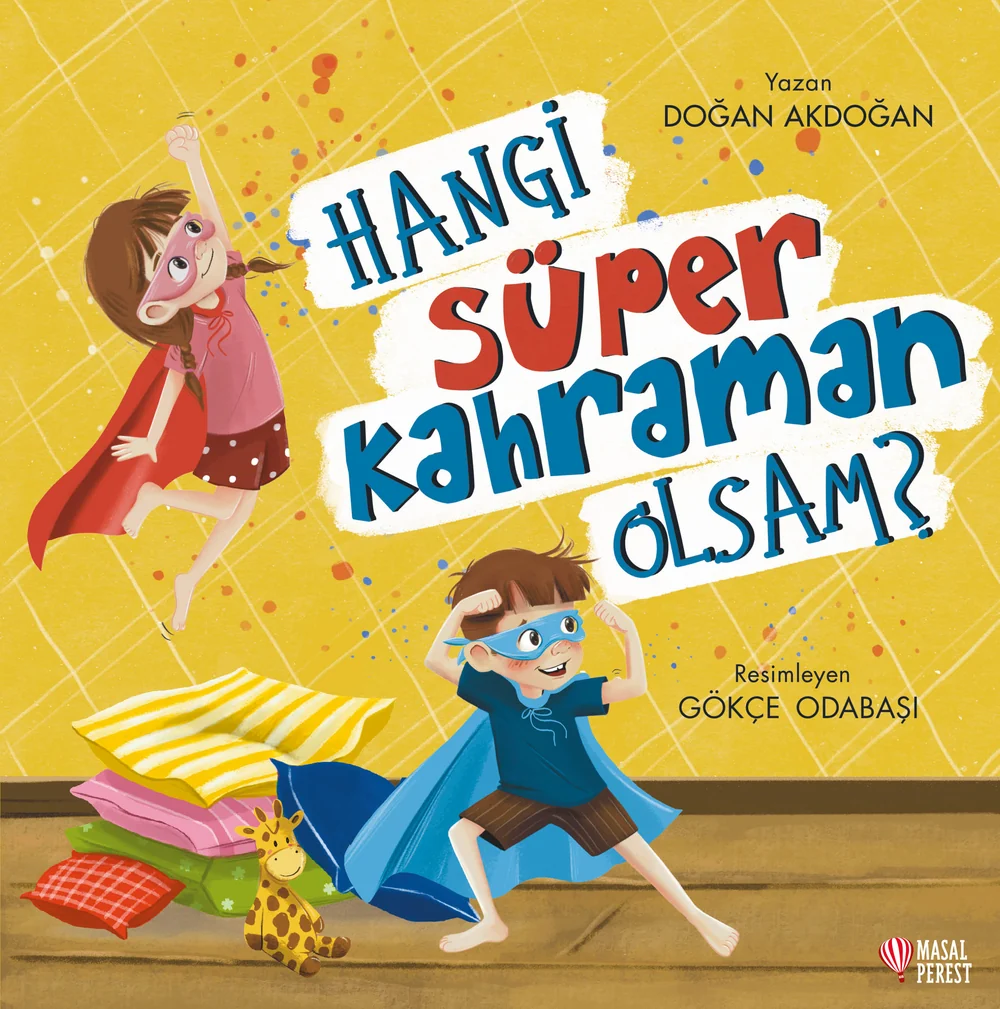 Yazan
DOĞAN AKDOĞAN
HANGİ
SÜPER
KAHRAMAN
OLSAM?
Resimleyen
GÖKÇE ODABAŞI
MASAL
PEREST